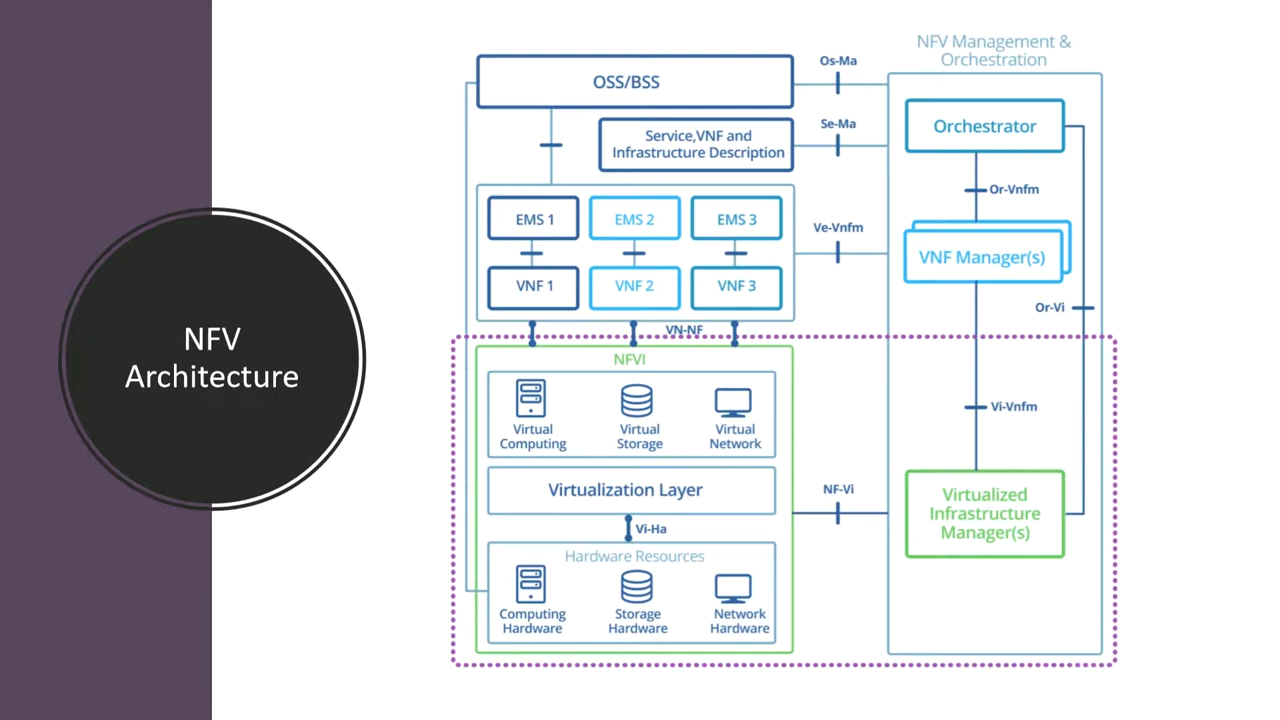 NFV
Architecture
NFV Management &
Orchestration
OSS/BSS
Os-Ma
Service,VNF and
Infrastructure Description
Se-Ma
Orchestrator
Or-Vnfm
EMS 1
EMS 2
EMS 3
Ve-Vnfm
VNF Manager(s)
VNF 1
VNF 2
VNF 3
Or-Vi
VN-NF
NFVI
Virtual
Computing
Virtual
Storage
Virtual
Network
Vi-Vnfm
Virtualization Layer
NF-Vi
Virtualized
Infrastructure
Manager(s)
Vi-Ha
Hardware Resources
Computing
Hardware
Storage
Hardware
Network
Hardware